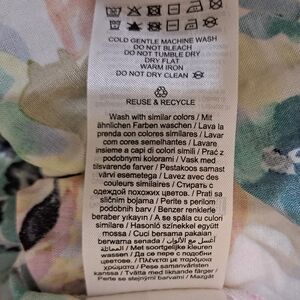 COLD GENTLE MACHINE WASH
DO NOT BLEACH
DO NOT TUMBLE DRY
DRY FLAT
WARM IRON
DO NOT DRY CLEAN
REUSE & RECYCLE
Wash with similar colors / Mit
ähnlichen Farben waschen / Lava la
prenda con colores similares / Lavar
com cores semelhantes / Lavare
insieme a capi di colori simili / Prać z
podobnymi kolorami / Vask med
tilsvarende farver / Pestakoos samast
värvi esemetega / Lavez avec des
couleurs similaires / Стирать с
одеждой похожих цветов. / Prati sa
sličnim bojama / Perite s perilom
podobnih barv / Benzer renklerle
beraber yıkayın / A se spăla cu culori
similare / Hasonló színezékkel együtt
mossa / Cuci bersama pakaian
berwarna senada / أغسل مع الألوان
المماثلة / Met soortgelijke kleuren
wassen / Да се пере с подобни
цветове. / Πλένεται με παρόμοια
χρώματα / Pese samanväristen
kanssa / Tvätta med liknande färger /
Perte se stejnými barvami / Mazgāt